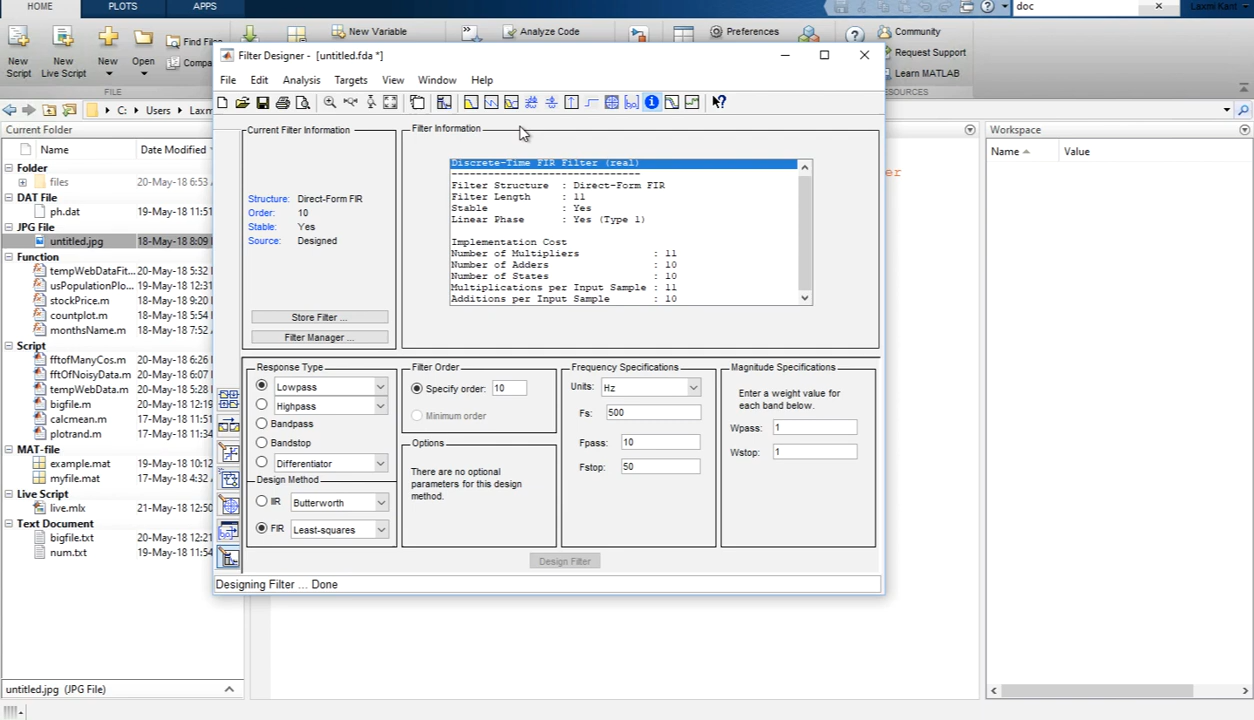 HOME PLOTS APPS
doc
Laxmi Kant
New Script
New Live Script
New
Open
Find Files
Compare
New Variable
Analyze Code
Preferences
Community
Request Support
Learn MATLAB
FILE
RESOURCES
C: Users
Current Folder
Name Date Modified
Folder
files 20-May-18 6:53
DAT File
ph.dat 19-May-18 11:51
JPG File
untitled.jpg 18-May-18 8:09
Function
tempWebDataFit... 20-May-18 5:32
usPopulationPlo... 19-May-18 12:31
stockPrice.m 20-May-18 9:20
countplot.m 18-May-18 5:54
monthsName.m 18-May-18 7:52
Script
fftofManyCos.m 20-May-18 6:26
fftOfNoisyData.m 20-May-18 6:37
tempWebData.m 20-May-18 5:28
bigfile.m 20-May-18 12:19
calcmean.m 17-May-18 11:51
plotrand.m 17-May-18 11:34
MAT-file
example.mat 19-May-18 10:12
myfile.mat 17-May-18 4:32
Live Script
live.mlx 21-May-18 12:50
Text Document
bigfile.txt 20-May-18 12:21
num.txt 19-May-18 11:54
untitled.jpg (JPG File)
Filter Designer - [untitled.fda *]
File Edit Analysis Targets View Window Help
Current Filter Information
Structure: Direct-Form FIR
Order: 10
Stable: Yes
Source: Designed
Store Filter ...
Filter Manager ...
Filter Information
Discrete-Time FIR Filter (real)
-------------------------------
Filter Structure : Direct-Form FIR
Filter Length : 11
Stable : Yes
Linear Phase : Yes (Type 1)
Implementation Cost
Number of Multipliers : 11
Number of Adders : 10
Number of States : 10
Multiplications per Input Sample : 11
Additions per Input Sample : 10
Response Type
Lowpass
Highpass
Bandpass
Bandstop
Differentiator
Design Method
IIR Butterworth
FIR Least-squares
Filter Order
Specify order: 10
Minimum order
Options
There are no optional
parameters for this design
method.
Frequency Specifications
Units: Hz
Fs: 500
Fpass: 10
Fstop: 50
Magnitude Specifications
Enter a weight value for
each band below.
Wpass: 1
Wstop: 1
Design Filter
Designing Filter ... Done
er
Workspace
Name Value